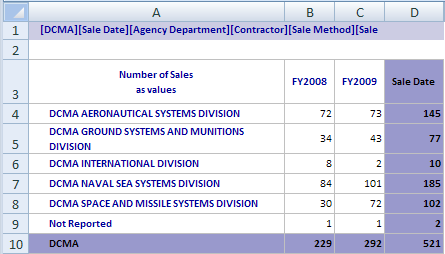 A B C D
1 [DCMA][Sale Date][Agency Department][Contractor][Sale Method][Sale
2
Number of Sales
3 as values FY2008 FY2009 Sale Date
4 DCMA AERONAUTICAL SYSTEMS DIVISION 72 73 145
DCMA GROUND SYSTEMS AND MUNITIONS
5 DIVISION 34 43 77
6 DCMA INTERNATIONAL DIVISION 8 2 10
7 DCMA NAVAL SEA SYSTEMS DIVISION 84 101 185
8 DCMA SPACE AND MISSILE SYSTEMS DIVISION 30 72 102
9 Not Reported 1 1 2
10 DCMA 229 292 521